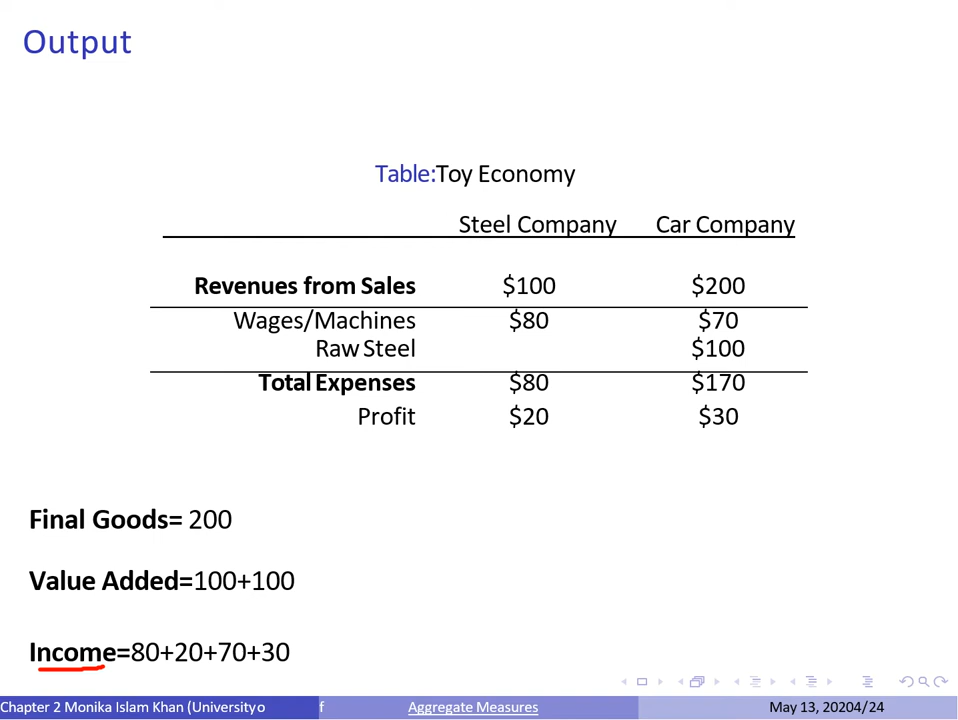 Output
Table:Toy Economy
Steel Company Car Company
Revenues from Sales $100 $200
Wages/Machines $80 $70
Raw Steel $100
Total Expenses $80 $170
Profit $20 $30
Final Goods= 200
Value Added=100+100
Income=80+20+70+30
Chapter 2 Monika Islam Khan (Universityo f Aggregate Measures May 13, 20204/24